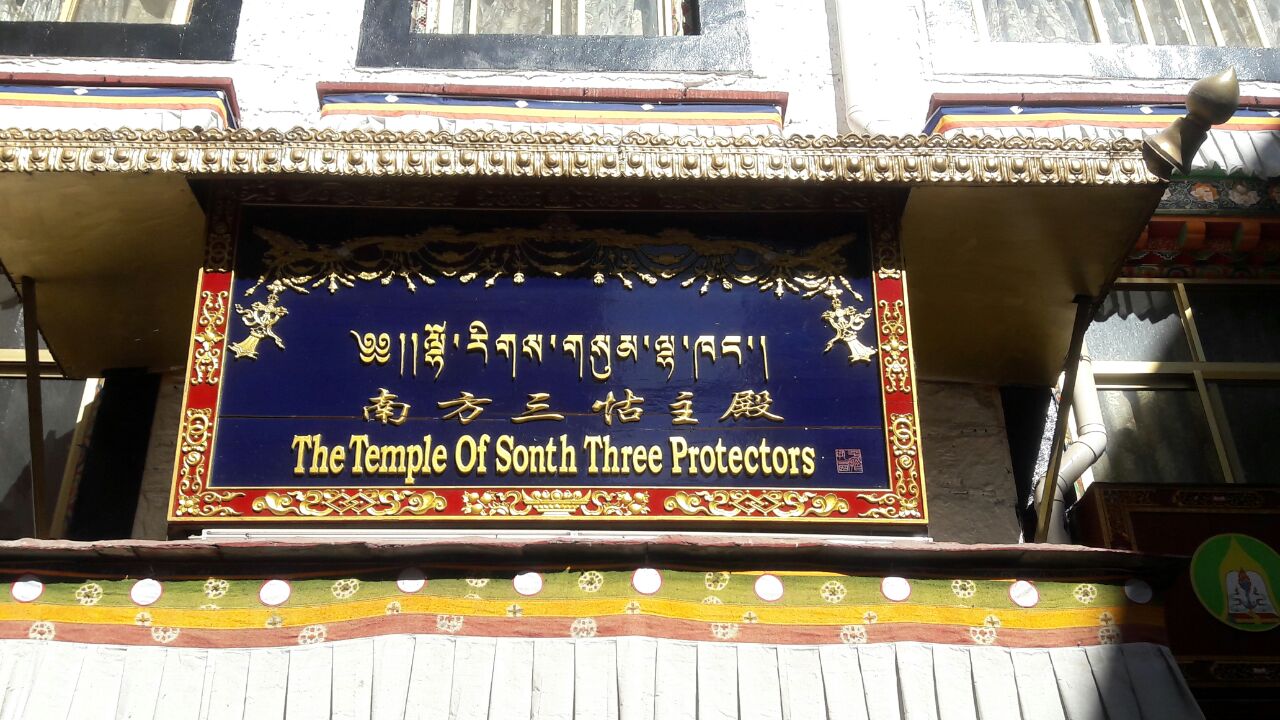 ༄༅།།ལྷོ་རིགས་གསུམ་ལྷ་ཁང་།
南方三怙主殿
The Temple Of Sonth Three Protectors